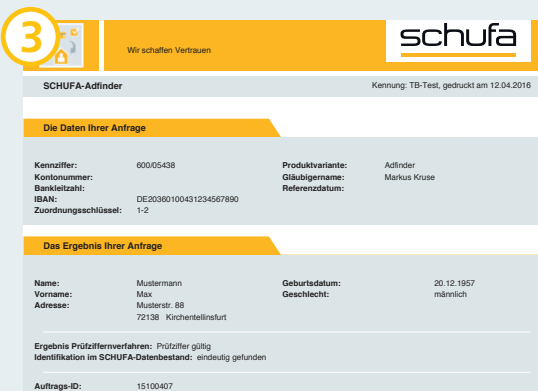 3
Wir schaffen Vertrauen
schufa
SCHUFA-Adfinder Kennung: TB-Test, gedruckt am 12.04.2016
Die Daten Ihrer Anfrage
Kennziffer: 600/05438 Produktvariante: Adfinder
Kontonummer: Gläubigername: Markus Kruse
Bankleitzahl: Referenzdatum:
IBAN: DE20360100431234567890
Zuordnungsschlüssel: 1-2
Das Ergebnis Ihrer Anfrage
Name: Mustermann Geburtsdatum: 20.12.1957
Vorname: Max Geschlecht: männlich
Adresse: Musterstr. 88
72138 Kirchentellinsfurt
Ergebnis Prüfziffernverfahren: Prüfziffer gültig
Identifikation im SCHUFA-Datenbestand: eindeutig gefunden
Auftrags-ID: 15100407